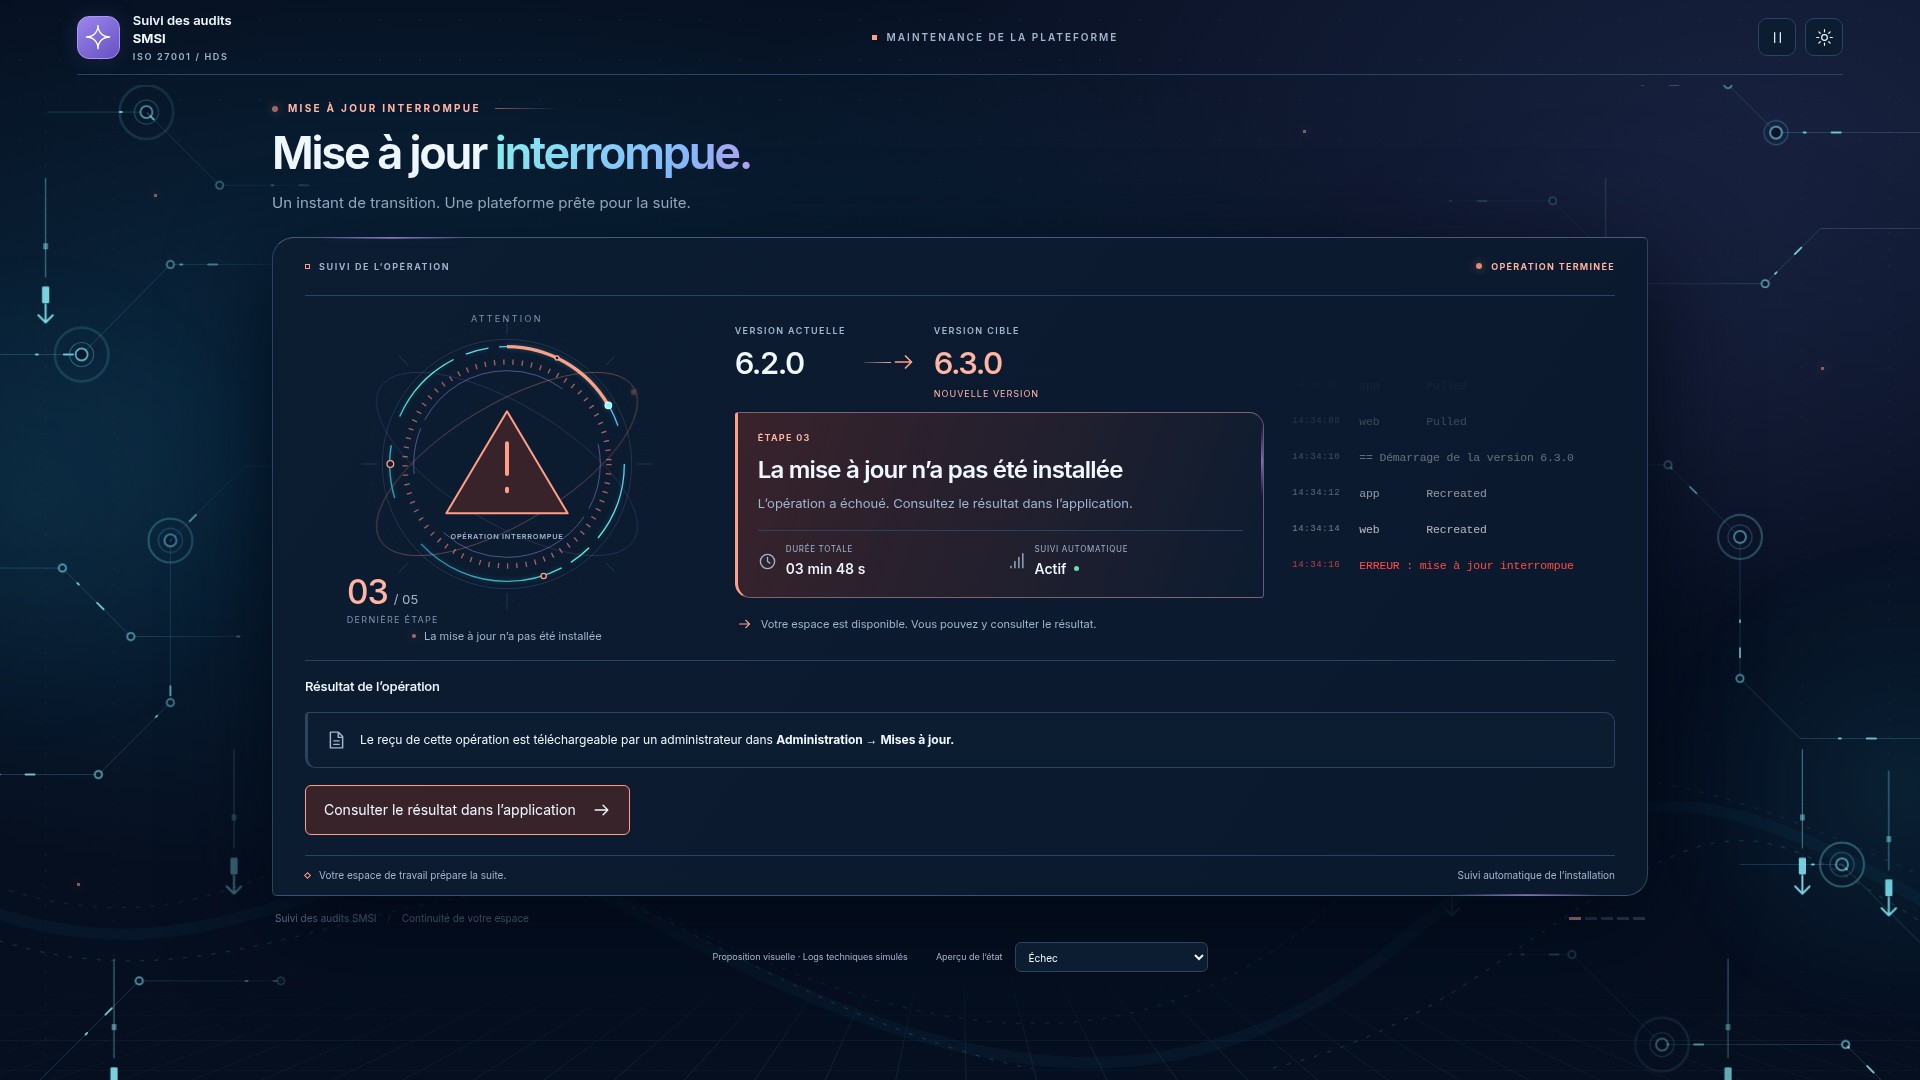 Suivi des audits
SMSI
ISO 27001 / HDS
MAINTENANCE DE LA PLATEFORME
MISE À JOUR INTERROMPUE
Mise à jour interrompue.
Un instant de transition. Une plateforme prête pour la suite.
SUIVI DE L’OPÉRATION
OPÉRATION TERMINÉE
ATTENTION
OPÉRATION INTERROMPUE
03 / 05
DERNIÈRE ÉTAPE
La mise à jour n’a pas été installée
VERSION ACTUELLE
6.2.0
VERSION CIBLE
6.3.0
NOUVELLE VERSION
ÉTAPE 03
La mise à jour n’a pas été installée
L’opération a échoué. Consultez le résultat dans l’application.
DURÉE TOTALE
03 min 48 s
SUIVI AUTOMATIQUE
Actif
Votre espace est disponible. Vous pouvez y consulter le résultat.
app Pulled
14:34:08 web Pulled
14:34:10 == Démarrage de la version 6.3.0
14:34:12 app Recreated
14:34:14 web Recreated
14:34:16 ERREUR : mise à jour interrompue
Résultat de l’opération
Le reçu de cette opération est téléchargeable par un administrateur dans Administration → Mises à jour.
Consulter le résultat dans l’application
Votre espace de travail prépare la suite.
Suivi automatique de l’installation
Suivi des audits SMSI / Continuité de votre espace
Proposition visuelle · Logs techniques simulés
Aperçu de l’état
Échec